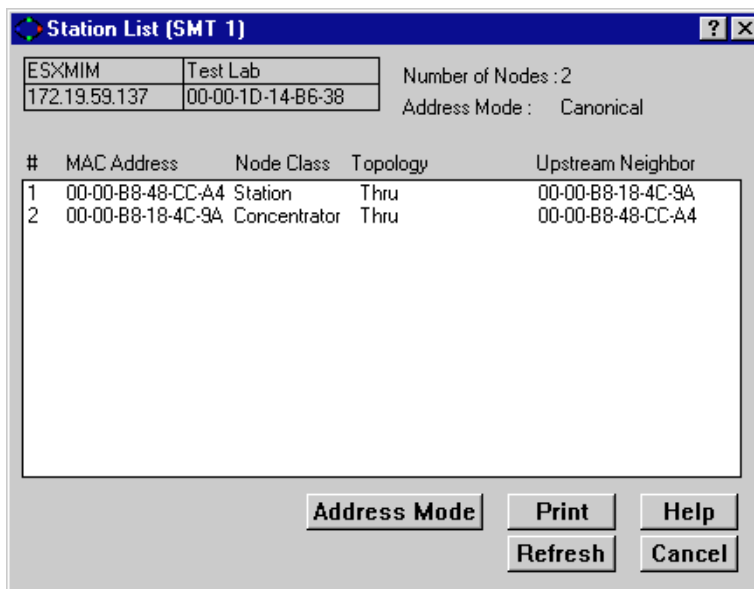 Station List (SMT 1)
? X
ESXMIM Test Lab
172.19.59.137 00-00-1D-14-B6-38
Number of Nodes : 2
Address Mode : Canonical
# MAC Address Node Class Topology Upstream Neighbor
1 00-00-B8-48-CC-A4 Station Thru 00-00-B8-18-4C-9A
2 00-00-B8-18-4C-9A Concentrator Thru 00-00-B8-48-CC-A4
Address Mode Print Help
Refresh Cancel